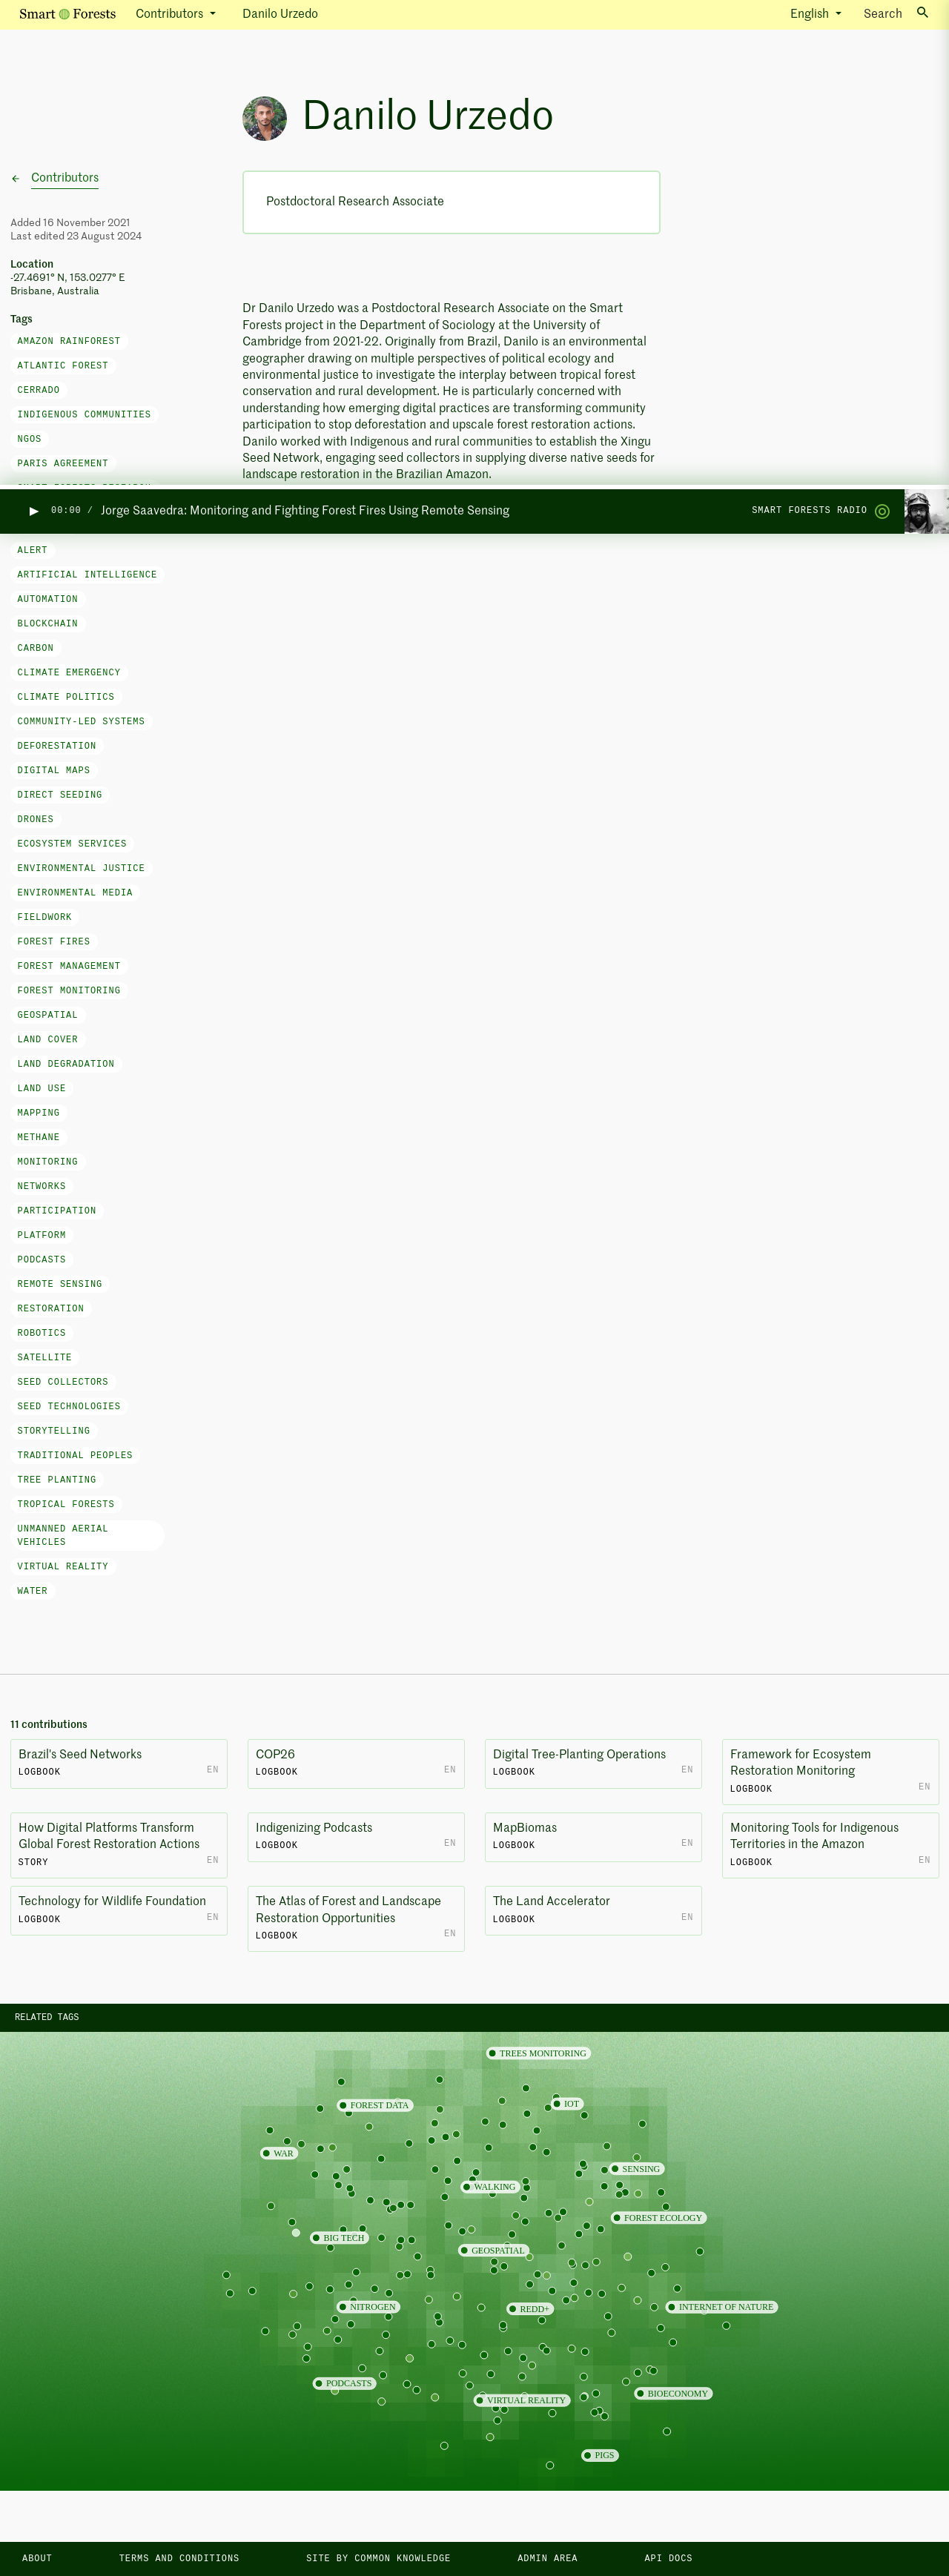 Smart Forests
Contributors
Danilo Urzedo
English
Search
Danilo Urzedo
Contributors
Postdoctoral Research Associate
Added 16 November 2021
Last edited 23 August 2024
Location
-27.4691° N, 153.0277° E
Brisbane, Australia
Tags
AMAZON RAINFOREST
ATLANTIC FOREST
CERRADO
INDIGENOUS COMMUNITIES
NGOS
PARIS AGREEMENT
Dr Danilo Urzedo was a Postdoctoral Research Associate on the Smart
Forests project in the Department of Sociology at the University of
Cambridge from 2021-22. Originally from Brazil, Danilo is an environmental
geographer drawing on multiple perspectives of political ecology and
environmental justice to investigate the interplay between tropical forest
conservation and rural development. He is particularly concerned with
understanding how emerging digital practices are transforming community
participation to stop deforestation and upscale forest restoration actions.
Danilo worked with Indigenous and rural communities to establish the Xingu
Seed Network, engaging seed collectors in supplying diverse native seeds for
landscape restoration in the Brazilian Amazon.
00:00 / Jorge Saavedra: Monitoring and Fighting Forest Fires Using Remote Sensing
SMART FORESTS RADIO
ALERT
ARTIFICIAL INTELLIGENCE
AUTOMATION
BLOCKCHAIN
CARBON
CLIMATE EMERGENCY
CLIMATE POLITICS
COMMUNITY-LED SYSTEMS
DEFORESTATION
DIGITAL MAPS
DIRECT SEEDING
DRONES
ECOSYSTEM SERVICES
ENVIRONMENTAL JUSTICE
ENVIRONMENTAL MEDIA
FIELDWORK
FOREST FIRES
FOREST MANAGEMENT
FOREST MONITORING
GEOSPATIAL
LAND COVER
LAND DEGRADATION
LAND USE
MAPPING
METHANE
MONITORING
NETWORKS
PARTICIPATION
PLATFORM
PODCASTS
REMOTE SENSING
RESTORATION
ROBOTICS
SATELLITE
SEED COLLECTORS
SEED TECHNOLOGIES
STORYTELLING
TRADITIONAL PEOPLES
TREE PLANTING
TROPICAL FORESTS
UNMANNED AERIAL
VEHICLES
VIRTUAL REALITY
WATER
11 contributions
Brazil's Seed Networks
LOGBOOK
EN
COP26
LOGBOOK
EN
Digital Tree-Planting Operations
LOGBOOK
EN
Framework for Ecosystem
Restoration Monitoring
LOGBOOK
EN
How Digital Platforms Transform
Global Forest Restoration Actions
STORY
EN
Indigenizing Podcasts
LOGBOOK
EN
MapBiomas
LOGBOOK
EN
Monitoring Tools for Indigenous
Territories in the Amazon
LOGBOOK
EN
Technology for Wildlife Foundation
LOGBOOK
EN
The Atlas of Forest and Landscape
Restoration Opportunities
LOGBOOK
EN
The Land Accelerator
LOGBOOK
EN
RELATED TAGS
TREES MONITORING
FOREST DATA
IOT
WAR
SENSING
WALKING
FOREST ECOLOGY
BIG TECH
GEOSPATIAL
NITROGEN
REDD+
INTERNET OF NATURE
PODCASTS
BIOECONOMY
VIRTUAL REALITY
PIGS
ABOUT
TERMS AND CONDITIONS
SITE BY COMMON KNOWLEDGE
ADMIN AREA
API DOCS